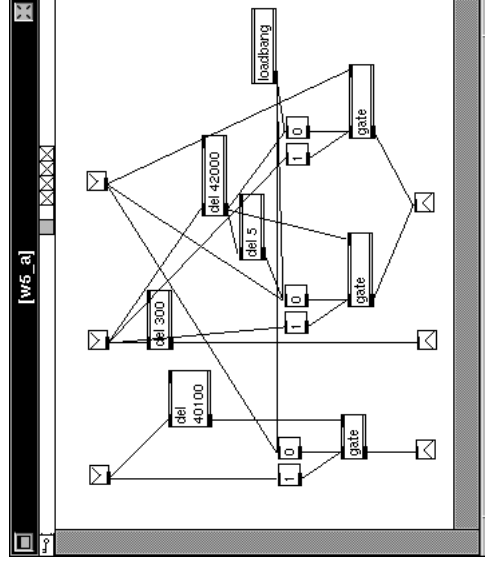 [w5_a]
del 300
del
40100
del 42000
del 5
loadbang
1
0
1
0
1
0
gate
gate
gate